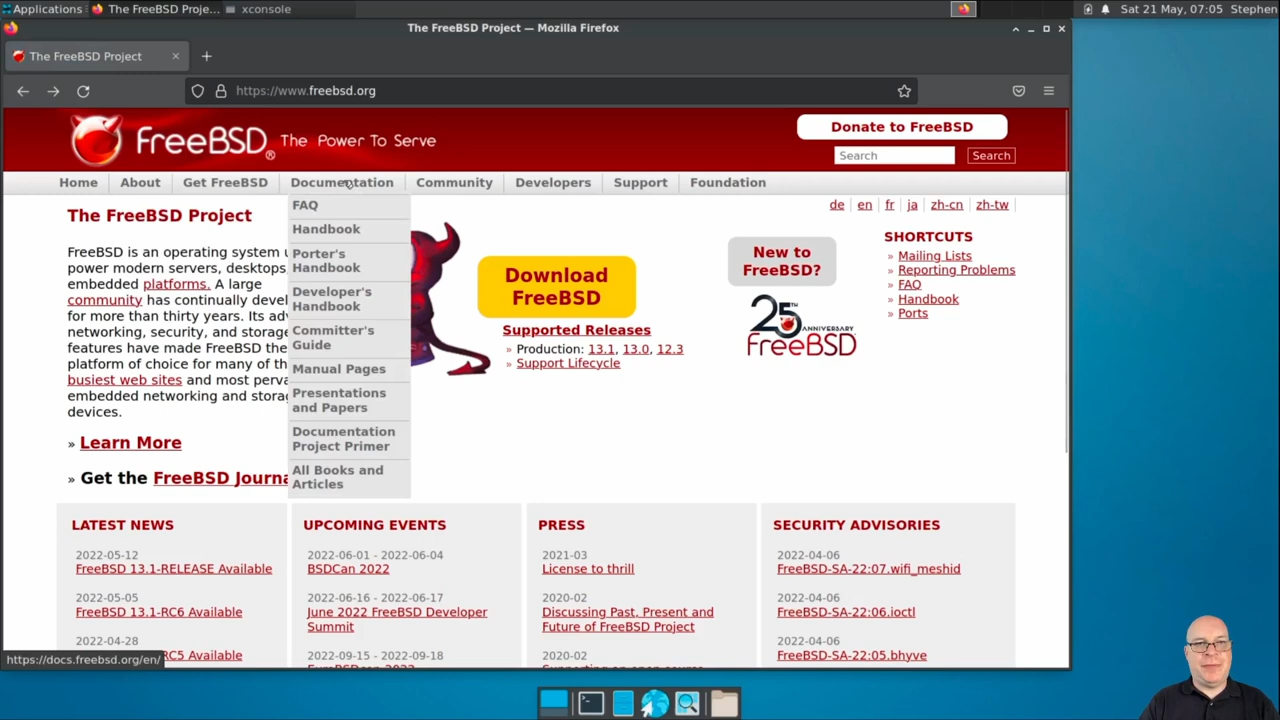 Applications
The FreeBSD Proje...
xconsole
Sat 21 May, 07:05 Stephen
The FreeBSD Project — Mozilla Firefox
The FreeBSD Project
https://www.freebsd.org
FreeBSD® The Power To Serve
Donate to FreeBSD
Search Search
Home About Get FreeBSD Documentation Community Developers Support Foundation
de en fr ja zh-cn zh-tw
FAQ
Handbook
Porter's
Handbook
Developer's
Handbook
Committer's
Guide
Manual Pages
Presentations
and Papers
Documentation
Project Primer
All Books and
Articles
The FreeBSD Project
FreeBSD is an operating system
power modern servers, desktops,
embedded platforms. A large
community has continually devel
for more than thirty years. Its adv
networking, security, and storage
features have made FreeBSD the
platform of choice for many of th
busiest web sites and most perva
embedded networking and storag
devices.
» Learn More
» Get the FreeBSD Journa
Download
FreeBSD
Supported Releases
» Production: 13.1, 13.0, 12.3
» Support Lifecycle
New to
FreeBSD?
25TH
ANNIVERSARY
FreeBSD
SHORTCUTS
» Mailing Lists
» Reporting Problems
» FAQ
» Handbook
» Ports
LATEST NEWS
2022-05-12
FreeBSD 13.1-RELEASE Available
2022-05-05
FreeBSD 13.1-RC6 Available
2022-04-28
RC5 Available
UPCOMING EVENTS
2022-06-01 - 2022-06-04
BSDCan 2022
2022-06-16 - 2022-06-17
June 2022 FreeBSD Developer
Summit
2022-09-15 - 2022-09-18
EuroBSDcon 2022
PRESS
2021-03
License to thrill
2020-02
Discussing Past, Present and
Future of FreeBSD Project
2020-02
Supporting an open source
SECURITY ADVISORIES
2022-04-06
FreeBSD-SA-22:07.wifi_meshid
2022-04-06
FreeBSD-SA-22:06.ioctl
2022-04-06
FreeBSD-SA-22:05.bhyve
https://docs.freebsd.org/en/